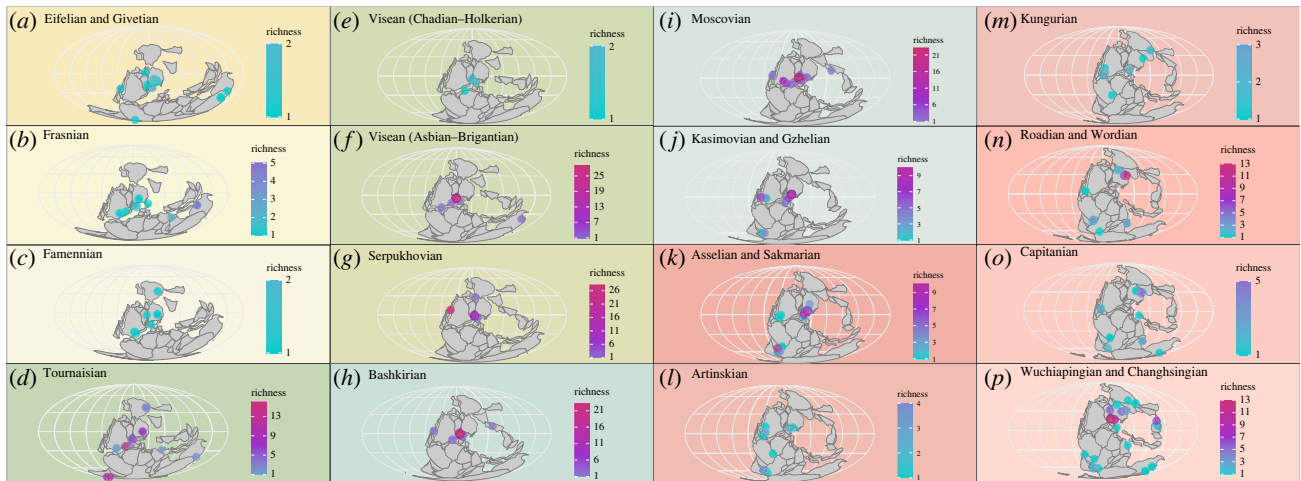 (a) Eifelian and Givetian
richness
2
1
(b) Frasnian
richness
5
4
3
2
1
(c) Famennian
richness
2
1
(d) Tournaisian
richness
13
9
5
1
(e) Visean (Chadian–Holkerian)
richness
2
1
(f) Visean (Asbian–Brigantian)
richness
25
19
13
7
1
(g) Serpukhovian
richness
26
21
16
11
6
1
(h) Bashkirian
richness
21
16
11
6
1
(i) Moscovian
richness
21
16
11
6
1
(j) Kasimovian and Gzhelian
richness
9
7
5
3
1
(k) Asselian and Sakmarian
richness
9
7
5
3
1
(l) Artinskian
richness
4
3
2
1
(m) Kungurian
richness
3
2
1
(n) Roadian and Wordian
richness
13
11
9
7
5
3
1
(o) Capitanian
richness
5
1
(p) Wuchiapingian and Changhsingian
richness
13
11
9
7
5
3
1